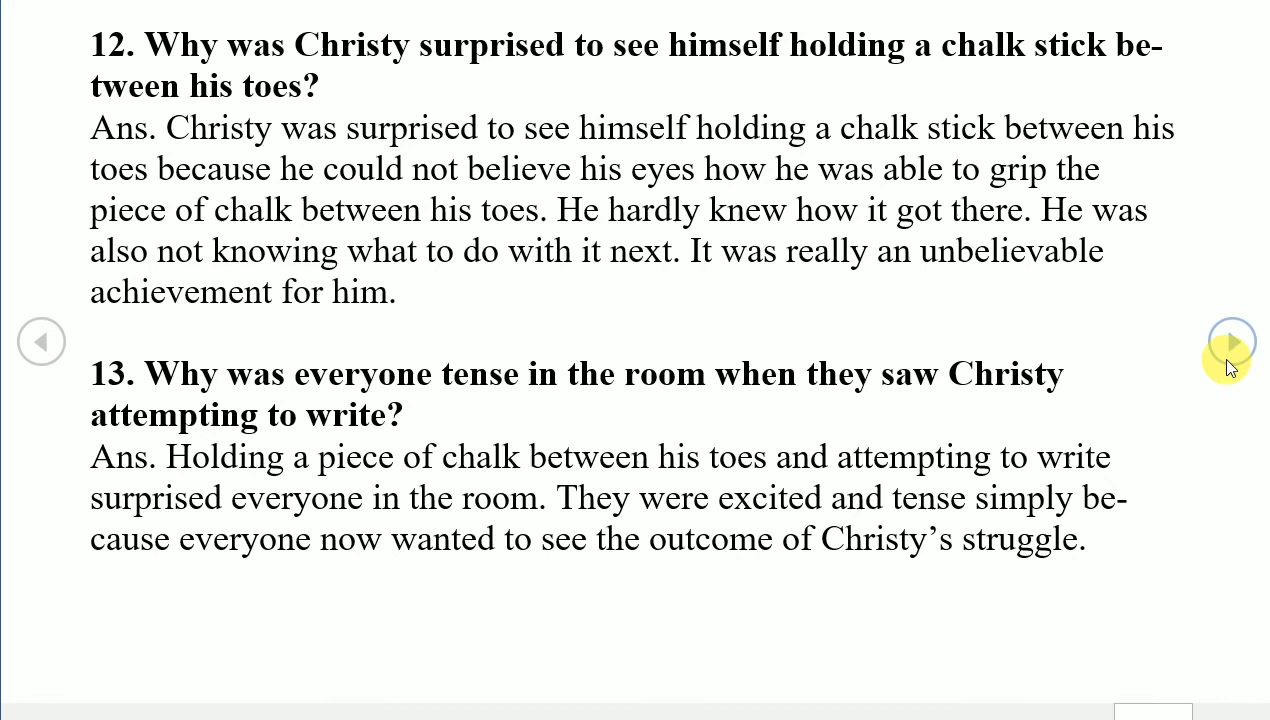 12. Why was Christy surprised to see himself holding a chalk stick be-
tween his toes?
Ans. Christy was surprised to see himself holding a chalk stick between his
toes because he could not believe his eyes how he was able to grip the
piece of chalk between his toes. He hardly knew how it got there. He was
also not knowing what to do with it next. It was really an unbelievable
achievement for him.
13. Why was everyone tense in the room when they saw Christy
attempting to write?
Ans. Holding a piece of chalk between his toes and attempting to write
surprised everyone in the room. They were excited and tense simply be-
cause everyone now wanted to see the outcome of Christy’s struggle.